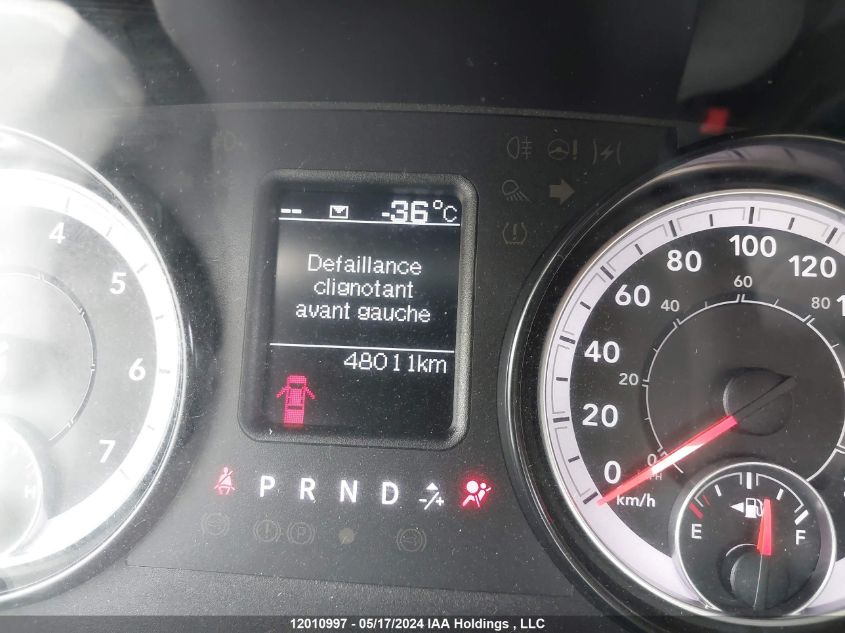 -- -36°C
Defaillance
clignotant
avant gauche
48011km
P R N D -/+
4
5
6
7
H
0 20 40 60 80 100 120
0 20 40 60 80
km/h
E F
12010997 - 05/17/2024 IAA Holdings , LLC